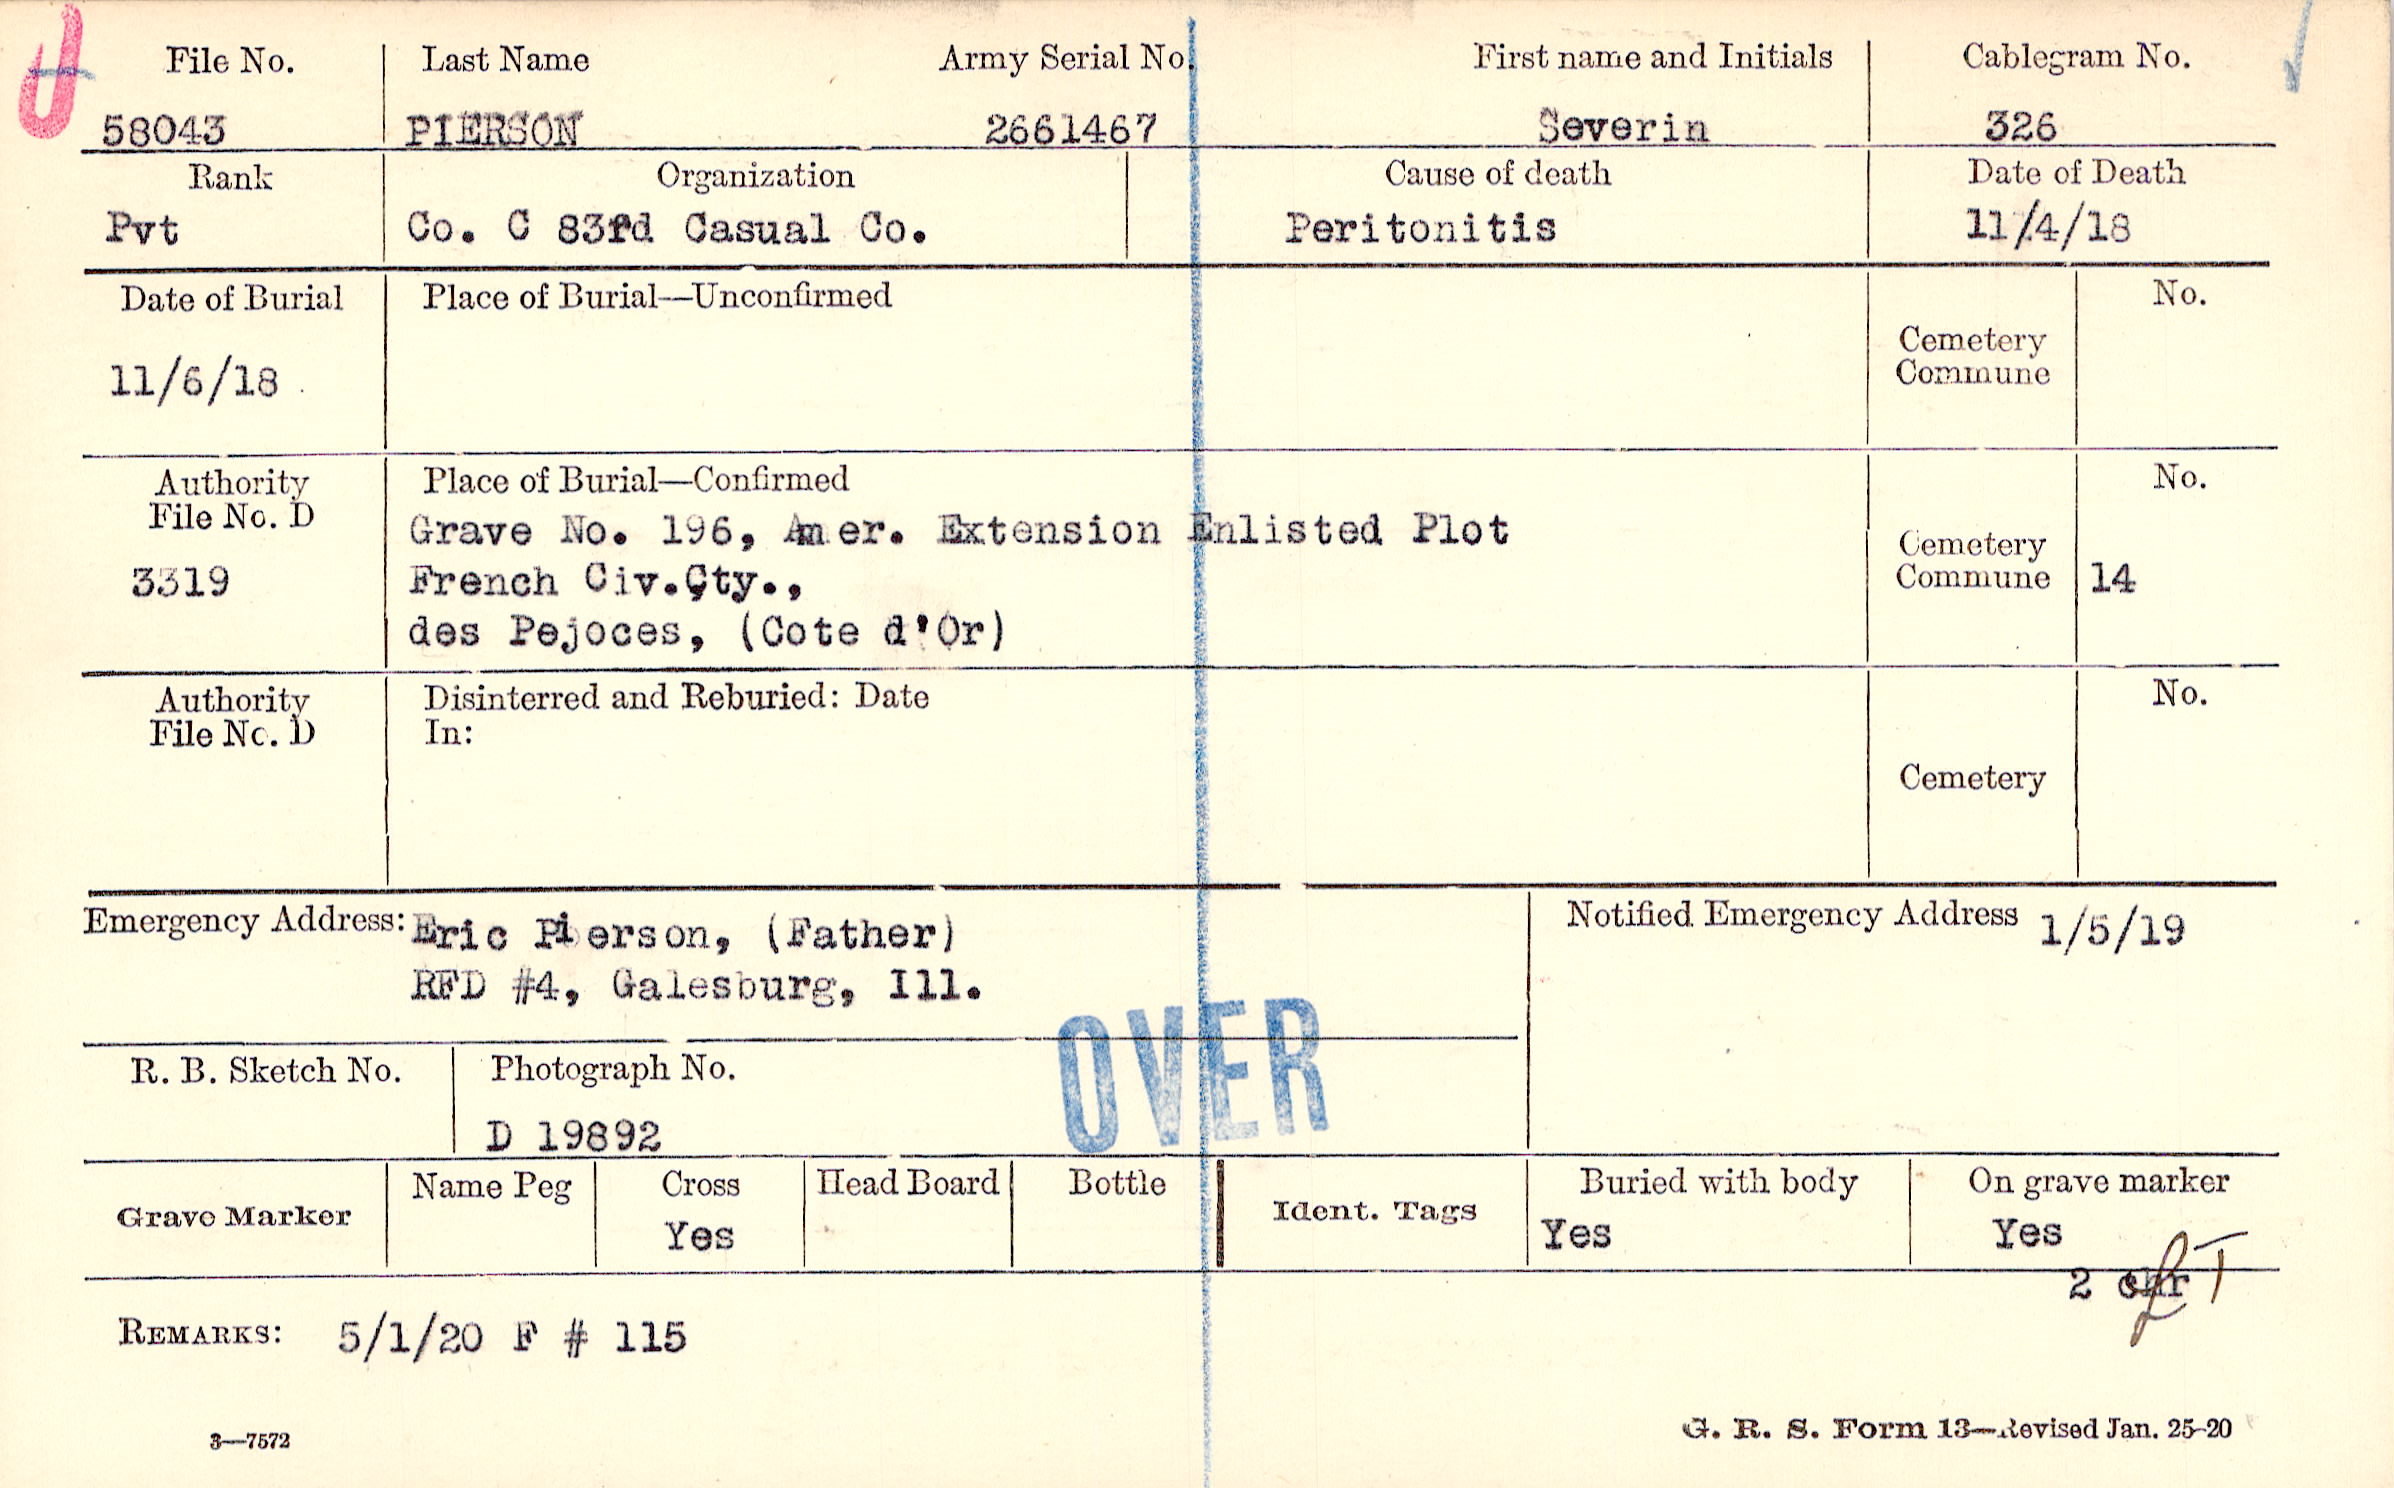 File No. Last Name Army Serial No. First name and Initials Cablegram No.
58043 PIERSON 2661467 Severin 326
Rank Organization Cause of death Date of Death
Pvt Co. C 83rd Casual Co. Peritonitis 11/4/18
Date of Burial Place of Burial—Unconfirmed No.
Cemetery
Commune
11/6/18
Authority Place of Burial—Confirmed No.
File No. D
Grave No. 196, Amer. Extension Enlisted Plot
Cemetery
3319 French Civ.Cty., Commune 14
des Pejoces, (Cote d'Or)
Authority Disinterred and Reburied: Date No.
File No. D In:
Cemetery
Emergency Address: Eric Pierson, (Father) Notified Emergency Address 1/5/19
RFD #4, Galesburg, Ill.
OVER
R. B. Sketch No. Photograph No.
D 19892
Grave Marker Name Peg Cross Head Board Bottle Ident. Tags Buried with body On grave marker
Yes Yes Yes
2
REMARKS: 5/1/20 F # 115
3—7572 G. R. S. Form 13—Revised Jan. 25-20